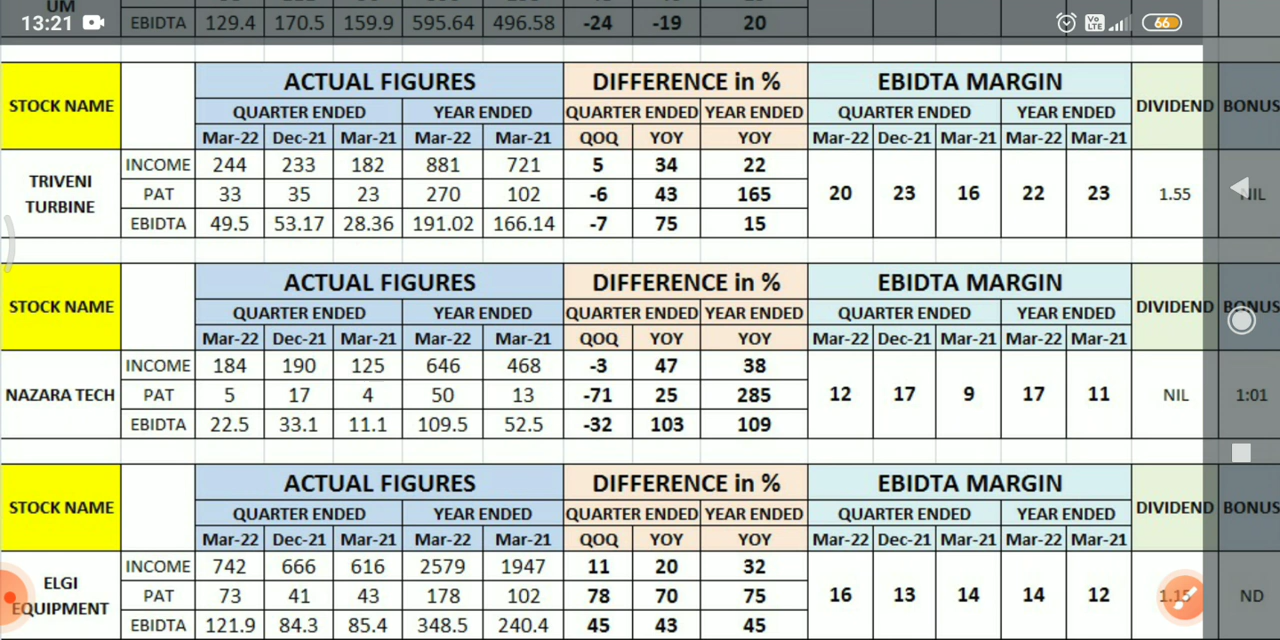 UM
13:21
EBIDTA 129.4 170.5 159.9 595.64 496.58 -24 -19 20
Vo LTE
66
STOCK NAME ACTUAL FIGURES DIFFERENCE in % EBIDTA MARGIN DIVIDEND BONUS
QUARTER ENDED YEAR ENDED QUARTER ENDED YEAR ENDED QUARTER ENDED YEAR ENDED
Mar-22 Dec-21 Mar-21 Mar-22 Mar-21 QOQ YOY YOY Mar-22 Dec-21 Mar-21 Mar-22 Mar-21
TRIVENI TURBINE
INCOME 244 233 182 881 721 5 34 22
PAT 33 35 23 270 102 -6 43 165 20 23 16 22 23 1.55 NIL
EBIDTA 49.5 53.17 28.36 191.02 166.14 -7 75 15
STOCK NAME ACTUAL FIGURES DIFFERENCE in % EBIDTA MARGIN DIVIDEND BONUS
QUARTER ENDED YEAR ENDED QUARTER ENDED YEAR ENDED QUARTER ENDED YEAR ENDED
Mar-22 Dec-21 Mar-21 Mar-22 Mar-21 QOQ YOY YOY Mar-22 Dec-21 Mar-21 Mar-22 Mar-21
INCOME 184 190 125 646 468 -3 47 38
NAZARA TECH PAT 5 17 4 50 13 -71 25 285 12 17 9 17 11 NIL 1:01
EBIDTA 22.5 33.1 11.1 109.5 52.5 -32 103 109
STOCK NAME ACTUAL FIGURES DIFFERENCE in % EBIDTA MARGIN DIVIDEND BONUS
QUARTER ENDED YEAR ENDED QUARTER ENDED YEAR ENDED QUARTER ENDED YEAR ENDED
Mar-22 Dec-21 Mar-21 Mar-22 Mar-21 QOQ YOY YOY Mar-22 Dec-21 Mar-21 Mar-22 Mar-21
ELGI EQUIPMENT
INCOME 742 666 616 2579 1947 11 20 32
PAT 73 41 43 178 102 78 70 75 16 13 14 14 12 1.15 ND
EBIDTA 121.9 84.3 85.4 348.5 240.4 45 43 45